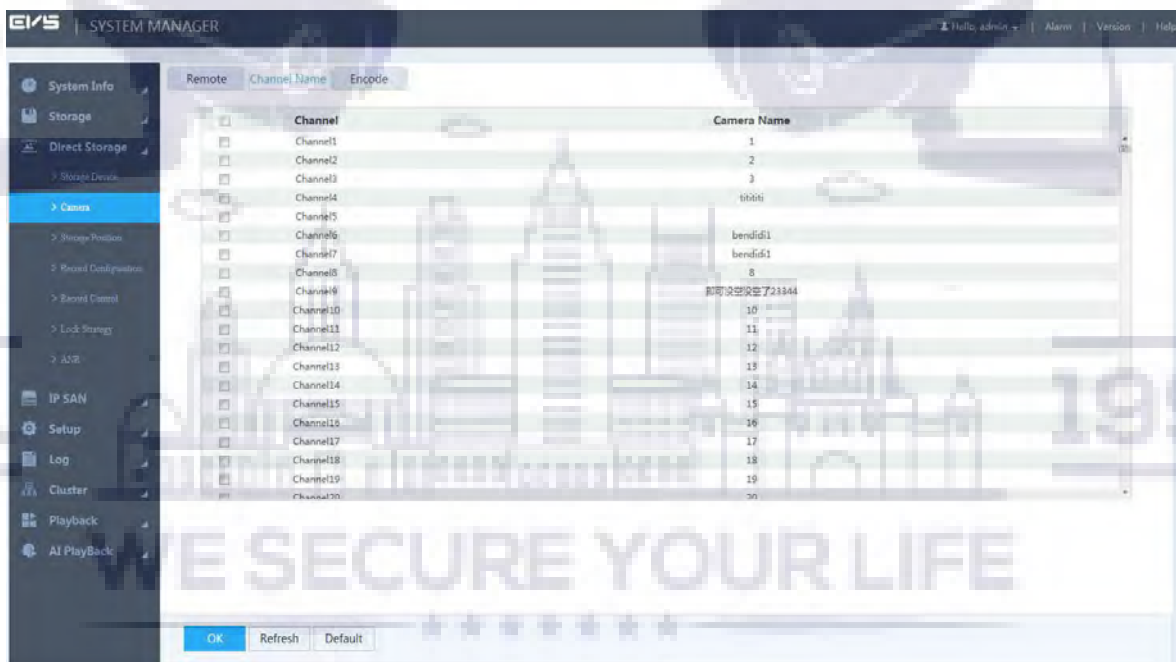 EVS | SYSTEM MANAGER
Hello, admin | Alarm | Version | Help
System Info
Storage
Direct Storage
> Storage Device
> Camera
> Storage Position
> Record Configuration
> Record Control
> Lock Strategy
> ANR
IP SAN
Setup
Log
Cluster
Playback
AI PlayBack
Remote Channel Name Encode
Channel Camera Name
Channel1 1
Channel2 2
Channel3 3
Channel4 tititi
Channel5
Channel6 bendidi1
Channel7 bendidi1
Channel8 8
Channel9 23344
Channel10 10
Channel11 11
Channel12 12
Channel13 13
Channel14 14
Channel15 15
Channel16 16
Channel17 17
Channel18 18
Channel19 19
Channel20 20
19
WE SECURE YOUR LIFE
OK Refresh Default